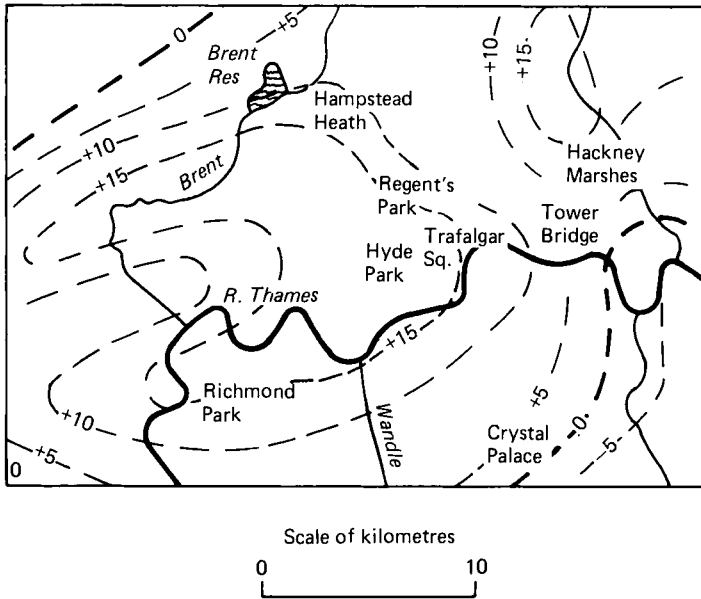 0
+5
Brent
Res
+10
+15
Hampstead
Heath
+10
+15
Hackney
Marshes
Brent
Regent's
Park
Tower
Bridge
Trafalgar
Sq.
Hyde
Park
R. Thames
+15
Richmond
Park
+10
+5
0
Wandle
+5
0
-5
Crystal
Palace
Scale of kilometres
0 10